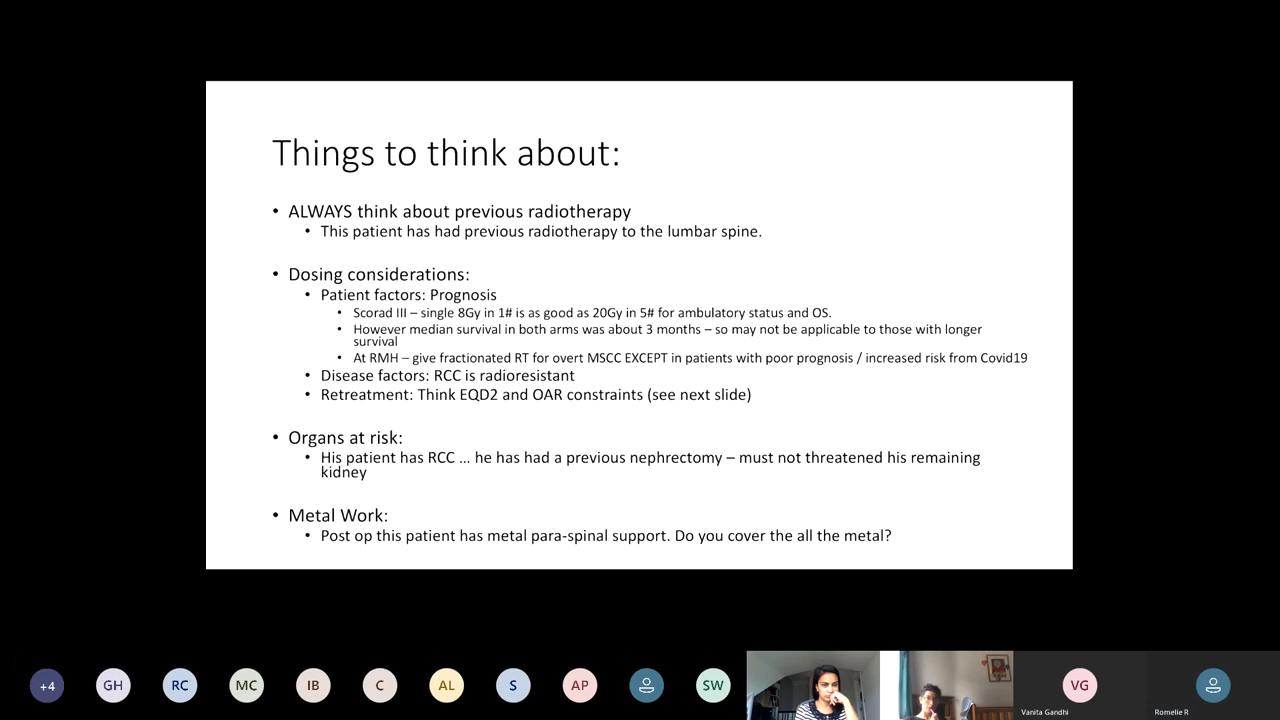 Things to think about:
• ALWAYS think about previous radiotherapy
• This patient has had previous radiotherapy to the lumbar spine.
• Dosing considerations:
• Patient factors: Prognosis
• Scorad III – single 8Gy in 1# is as good as 20Gy in 5# for ambulatory status and OS.
• However median survival in both arms was about 3 months – so may not be applicable to those with longer
survival
• At RMH – give fractionated RT for overt MSCC EXCEPT in patients with poor prognosis / increased risk from Covid19
• Disease factors: RCC is radioresistant
• Retreatment: Think EQD2 and OAR constraints (see next slide)
• Organs at risk:
• His patient has RCC ... he has had a previous nephrectomy – must not threatened his remaining
kidney
• Metal Work:
• Post op this patient has metal para-spinal support. Do you cover the all the metal?
+4 GH RC MC IB C AL S AP SW VG
Vanita Gandhi Romelie R